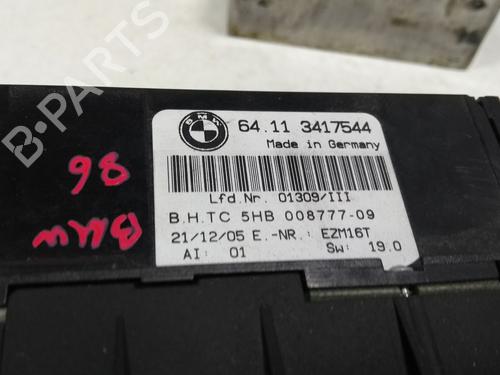 BMW
64.11 3417544
Made in Germany
Lfd.Nr. 01309/III
B.H.TC 5HB 008777-09
21/12/05 E.-NR.: EZM16T
AI: 01 SW: 19.0
86
BMW
B-PARTS